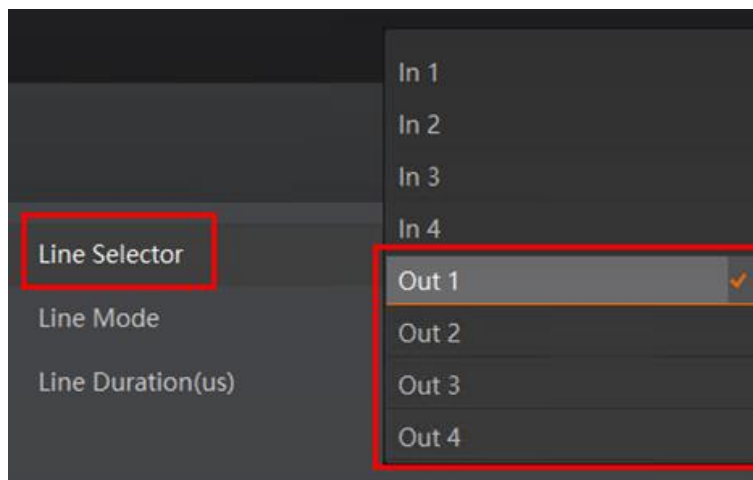 In 1
In 2
In 3
In 4
Line Selector
Out 1
Line Mode
Out 2
Line Duration(us)
Out 3
Out 4